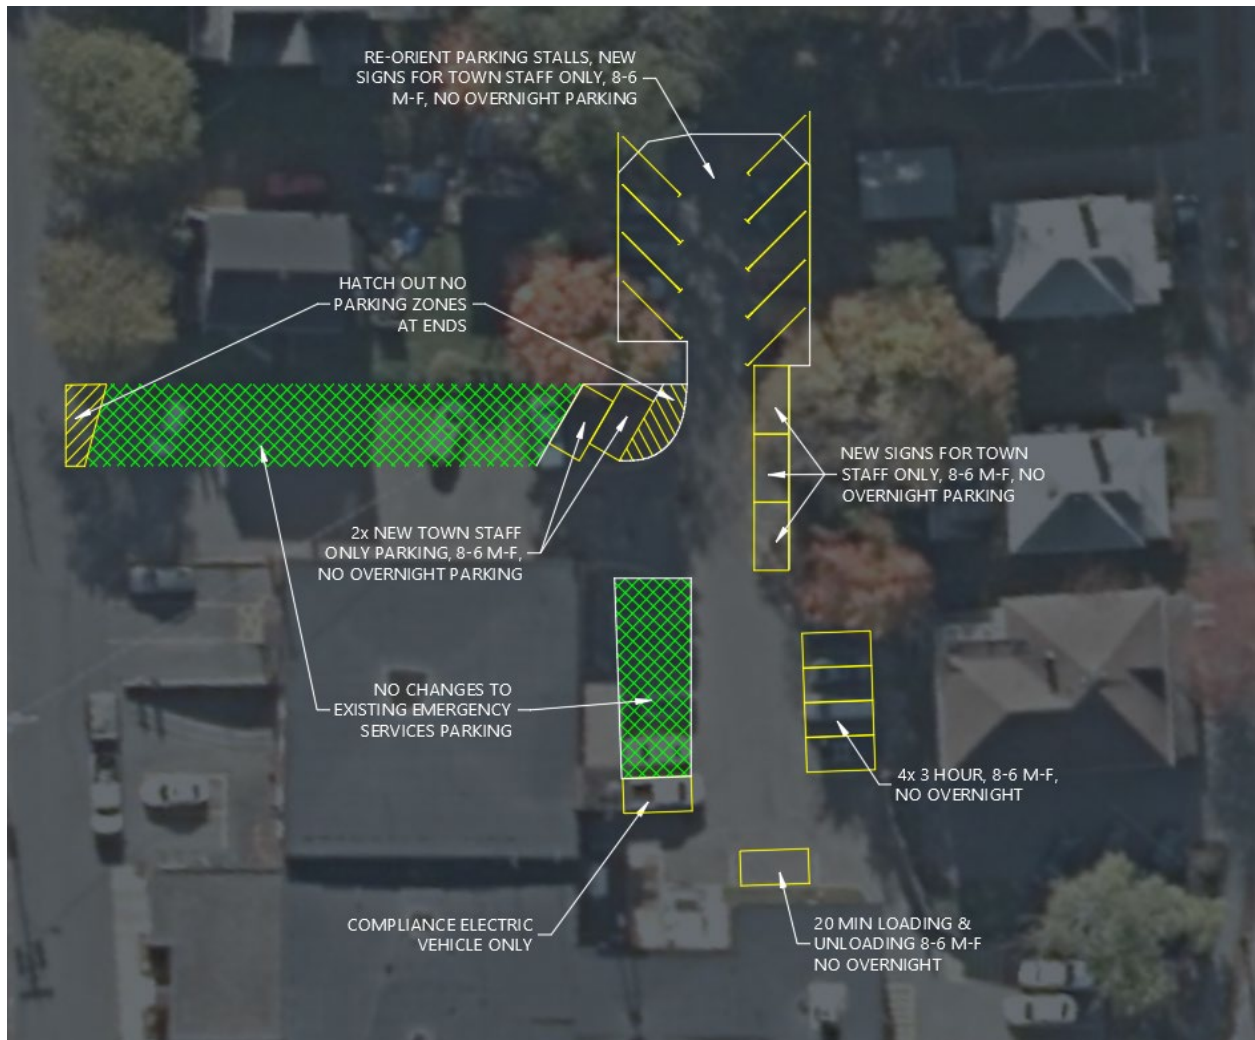 RE-ORIENT PARKING STALLS, NEW
SIGNS FOR TOWN STAFF ONLY, 8-6
M-F, NO OVERNIGHT PARKING
HATCH OUT NO
PARKING ZONES
AT ENDS
NEW SIGNS FOR TOWN
STAFF ONLY, 8-6 M-F, NO
OVERNIGHT PARKING
2x NEW TOWN STAFF
ONLY PARKING, 8-6 M-F,
NO OVERNIGHT PARKING
NO CHANGES TO
EXISTING EMERGENCY
SERVICES PARKING
4x 3 HOUR, 8-6 M-F,
NO OVERNIGHT
COMPLIANCE ELECTRIC
VEHICLE ONLY
20 MIN LOADING &
UNLOADING 8-6 M-F
NO OVERNIGHT